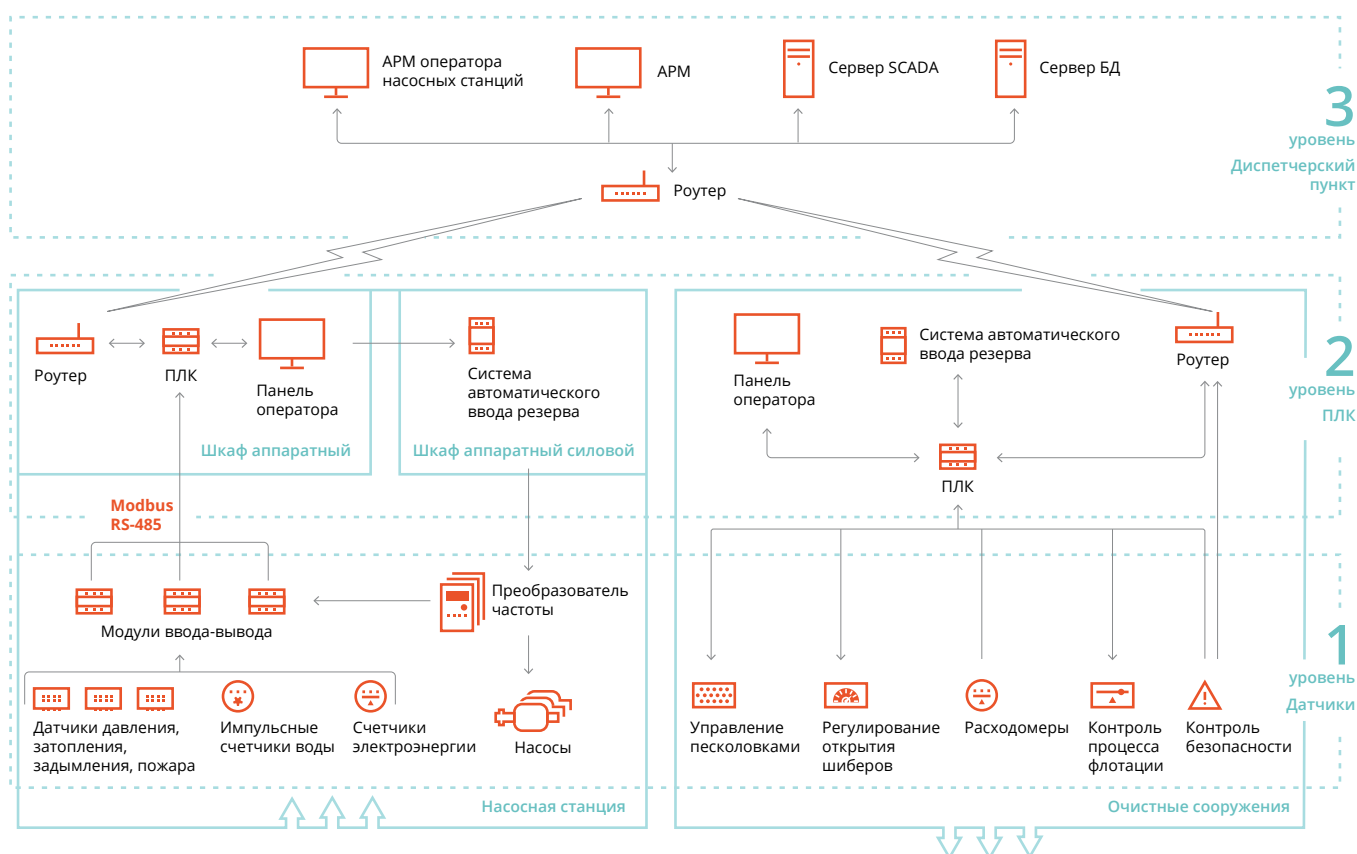 АРМ оператора
насосных станций
АРМ
Сервер SCADA
Сервер БД
3
уровень
Диспетчерский
пункт
Роутер
Роутер
ПЛК
Панель
оператора
Шкаф аппаратный
Система
автоматического
ввода резерва
Шкаф аппаратный силовой
Панель
оператора
Система автоматического
ввода резерва
Роутер
ПЛК
2
уровень
ПЛК
Modbus
RS-485
Модули ввода-вывода
Преобразователь
частоты
Датчики давления,
затопления,
задымления, пожара
Импульсные
счетчики воды
Счетчики
электроэнергии
Насосы
Насосная станция
Управление
песколовками
Регулирование
открытия
шиберов
Расходомеры
Контроль
процесса
флотации
Контроль
безопасности
1
уровень
Датчики
Очистные сооружения